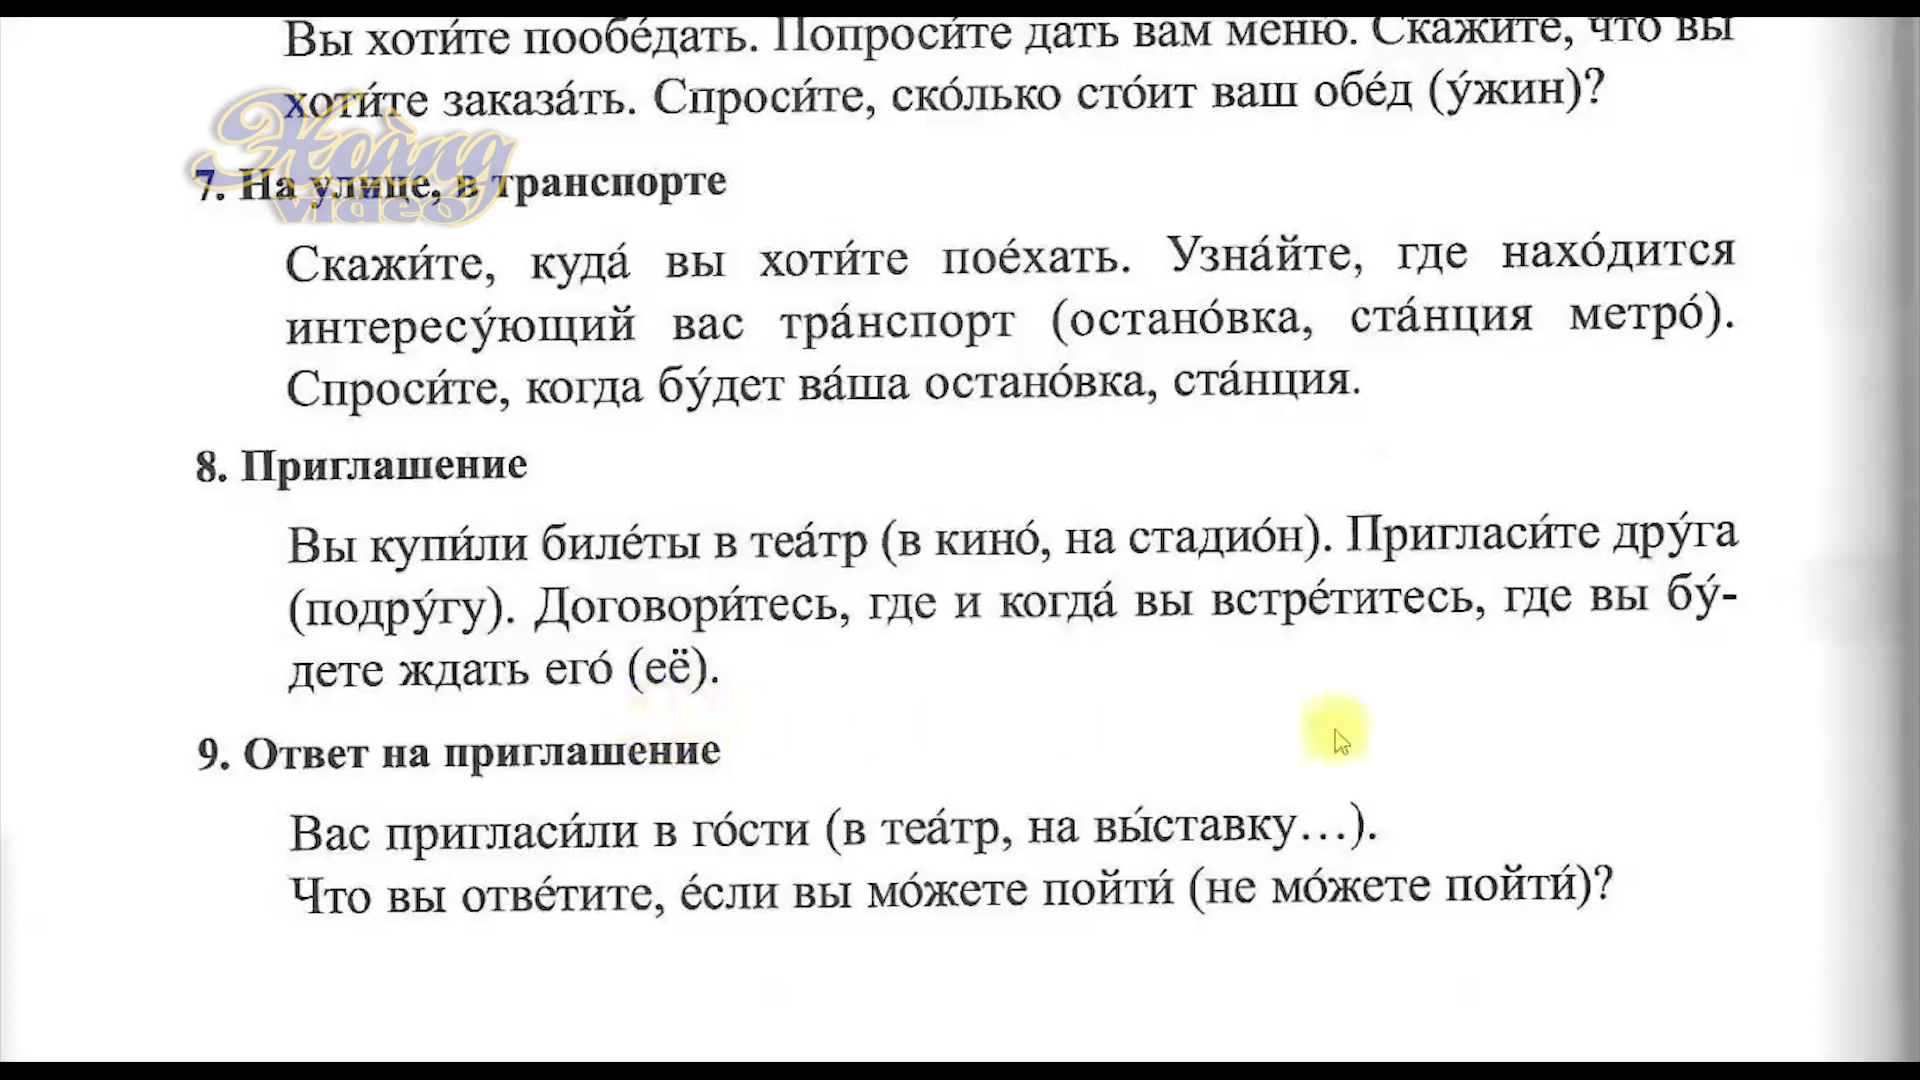 Вы хоти́те пообе́дать. Попроси́те дать вам меню́. Скажи́те, что вы
хоти́те заказа́ть. Спроси́те, ско́лько сто́ит ваш обе́д (у́жин)?
Hoàng
video
7. На улице, в транспорте
Скажи́те, куда́ вы хоти́те пое́хать. Узна́йте, где нахо́дится
интересу́ющий вас тра́нспорт (остано́вка, ста́нция метро́).
Спроси́те, когда бу́дет ва́ша остано́вка, ста́нция.
8. Приглашение
Вы купи́ли биле́ты в теа́тр (в кино́, на стадио́н). Пригласи́те дру́га
(подру́гу). Договори́тесь, где и когда́ вы встре́титесь, где вы бу́-
дете ждать его́ (её).
9. Ответ на приглашение
Вас пригласи́ли в го́сти (в теа́тр, на вы́ставку...).
Что вы отве́тите, е́сли вы мо́жете пойти́ (не мо́жете пойти́)?